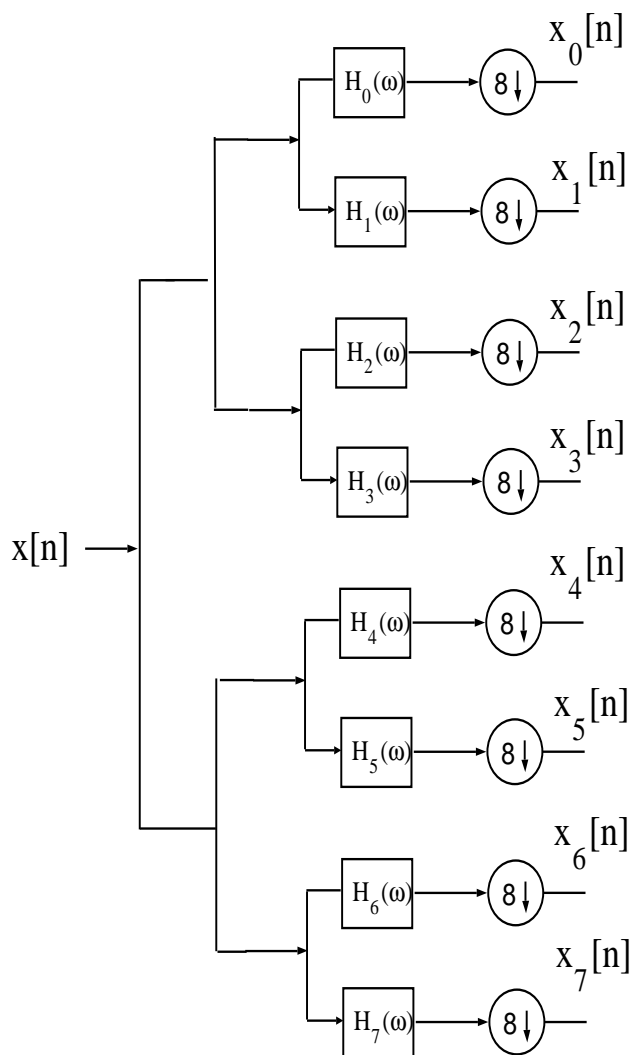 x_0[n]
H_0(ω) 8↓
x_1[n]
H_1(ω) 8↓
x_2[n]
H_2(ω) 8↓
x_3[n]
H_3(ω) 8↓
x[n]
x_4[n]
H_4(ω) 8↓
x_5[n]
H_5(ω) 8↓
x_6[n]
H_6(ω) 8↓
x_7[n]
H_7(ω) 8↓